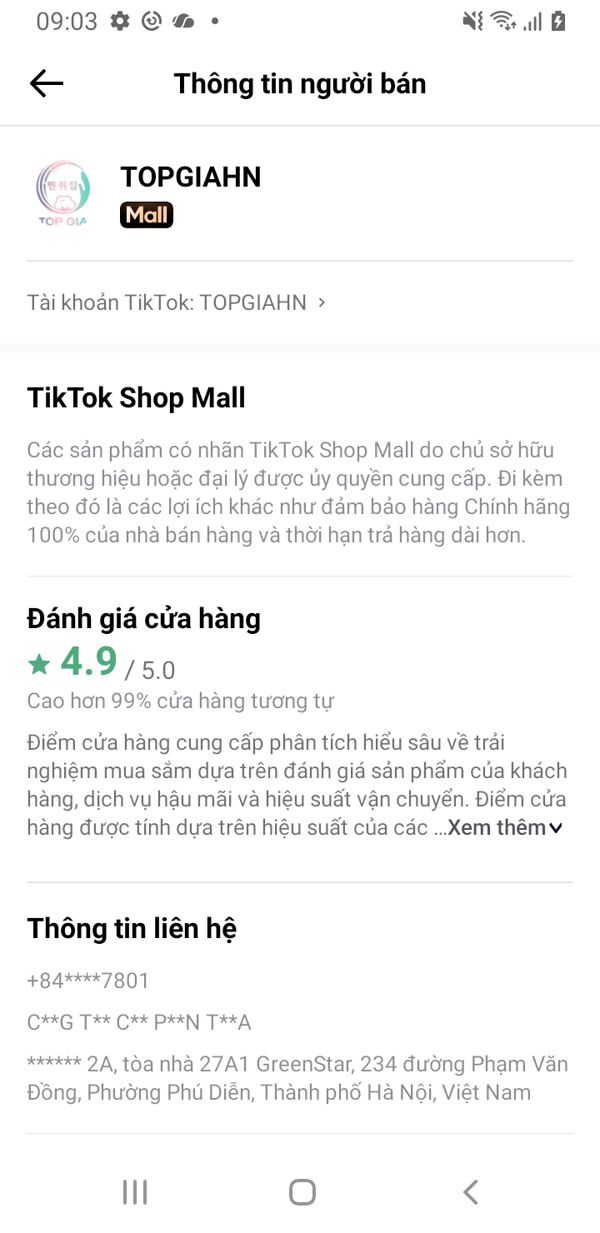 09:03
Thông tin người bán
TOPGIAHN
Mall
TOP GIA
Tài khoản TikTok: TOPGIAHN >
TikTok Shop Mall
Các sản phẩm có nhãn TikTok Shop Mall do chủ sở hữu
thương hiệu hoặc đại lý được ủy quyền cung cấp. Đi kèm
theo đó là các lợi ích khác như đảm bảo hàng Chính hãng
100% của nhà bán hàng và thời hạn trả hàng dài hơn.
Đánh giá cửa hàng
4.9 / 5.0
Cao hơn 99% cửa hàng tương tự
Điểm cửa hàng cung cấp phân tích hiểu sâu về trải
nghiệm mua sắm dựa trên đánh giá sản phẩm của khách
hàng, dịch vụ hậu mãi và hiệu suất vận chuyển. Điểm cửa
hàng được tính dựa trên hiệu suất của các ...Xem thêm
Thông tin liên hệ
+84****7801
C**G T** C** P**N T**A
****** 2A, tòa nhà 27A1 GreenStar, 234 đường Phạm Văn
Đồng, Phường Phú Diễn, Thành phố Hà Nội, Việt Nam